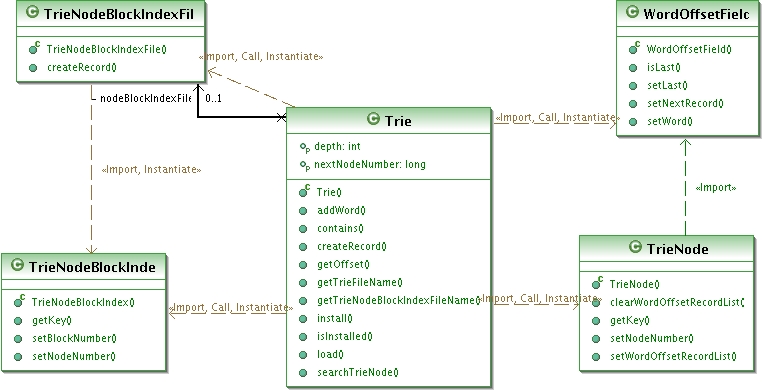 TrieNodeBlockIndexFil
TrieNodeBlockIndexFile()
createRecord()
WordOffsetField
WordOffsetField()
isLast()
setLast()
setNextRecord()
setWord()
«Import, Call, Instantiate»
nodeBlockIndexFile
0..1
Trie
depth: int
nextNodeNumber: long
Trie()
addWord()
contains()
createRecord()
getOffset()
getTrieFileName()
getTrieNodeBlockIndexFileName()
install()
isInstalled()
load()
searchTrieNode()
«Import, Call, Instantiate»
«Import, Instantiate»
«Import»
TrieNodeBlockInde
TrieNodeBlockIndex()
getKey()
setBlockNumber()
setNodeNumber()
«Import, Call, Instantiate»
«Import, Call, Instantiate»
TrieNode
TrieNode()
clearWordOffsetRecordList()
getKey()
setNodeNumber()
setWordOffsetRecordList()